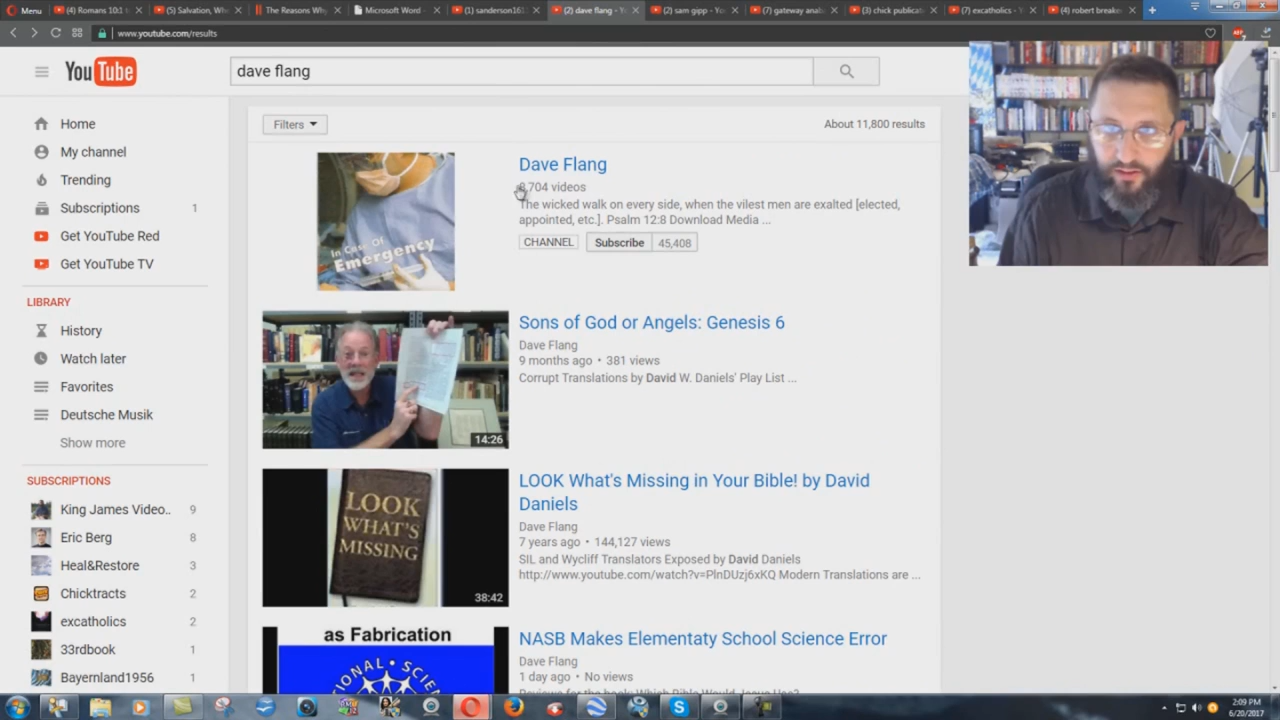 Menu
(4) Romans 10:1 t
(5) Salvation, Wh
The Reasons Wh
Microsoft Word -
(1) sanderson161
(2) dave flang - Yo
(2) sam gipp - Yo
(7) gateway anab
(3) chick publicat
(7) excatholics -
(4) robert breake
www.youtube.com/results
YouTube
dave flang
Filters
About 11,800 results
Home
My channel
Trending
Subscriptions 1
Get YouTube Red
Get YouTube TV
LIBRARY
History
Watch later
Favorites
Deutsche Musik
Show more
SUBSCRIPTIONS
King James Video.. 9
Eric Berg 8
Heal&Restore 3
Chicktracts 2
excatholics 2
33rdbook 1
Bayernland1956 1
In Case Of
Emergency
Dave Flang
8,704 videos
The wicked walk on every side, when the vilest men are exalted [elected,
appointed, etc.]. Psalm 12:8 Download Media ...
CHANNEL
Subscribe 45,408
14:26
Sons of God or Angels: Genesis 6
Dave Flang
9 months ago • 381 views
Corrupt Translations by David W. Daniels' Play List ...
LOOK
WHAT'S
MISSING
38:42
LOOK What's Missing in Your Bible! by David
Daniels
Dave Flang
7 years ago • 144,127 views
SIL and Wycliff Translators Exposed by David Daniels
http://www.youtube.com/watch?v=PlnDUzj6xKQ Modern Translations are ...
as Fabrication
NASB Makes Elementaty School Science Error
Dave Flang
1 day ago • No views
2:09 PM
6/20/2017